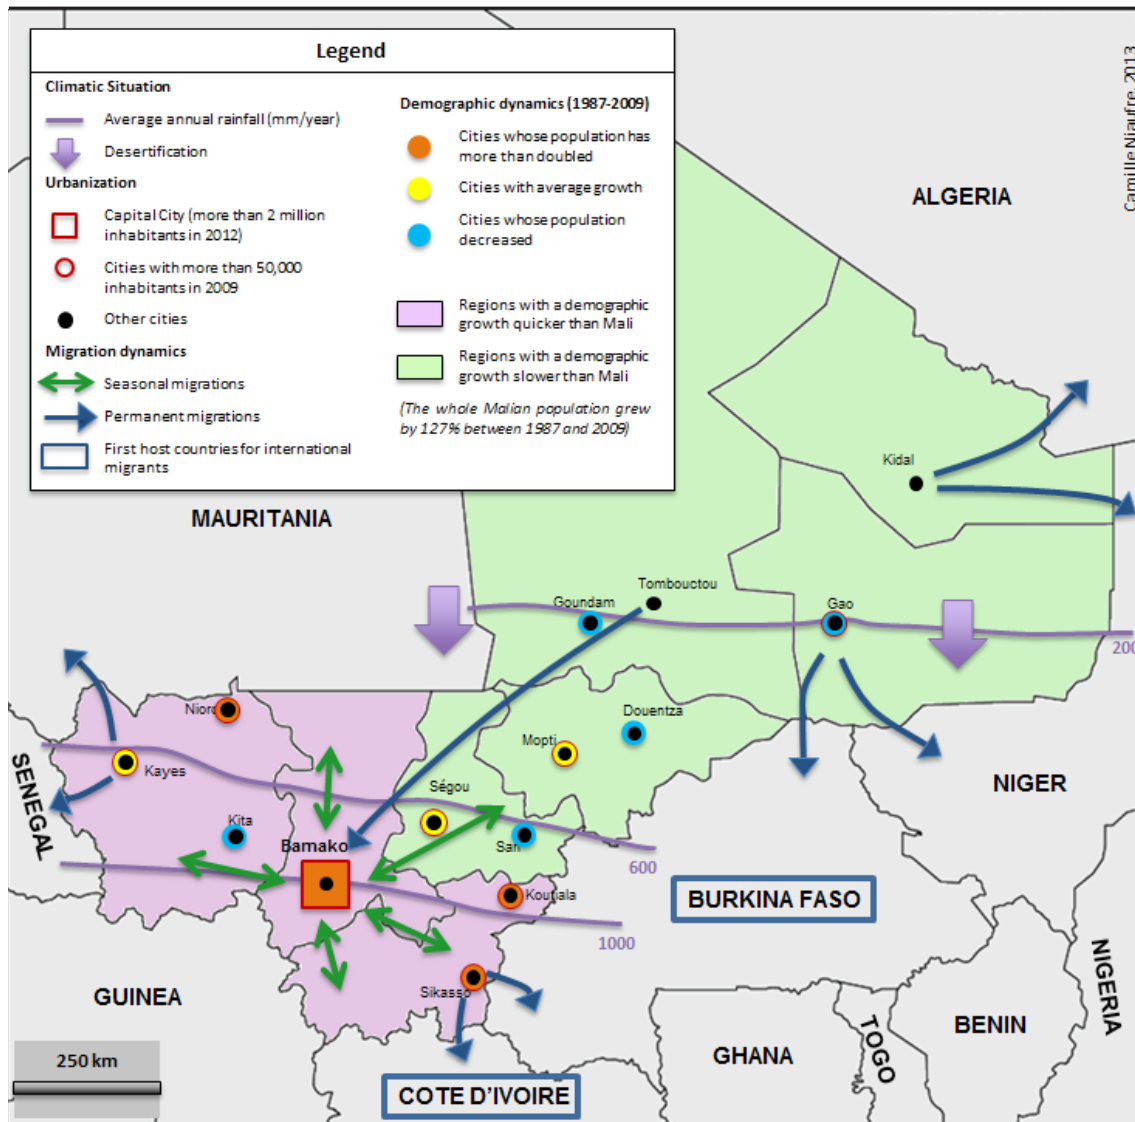 Legend
Climatic Situation
Average annual rainfall (mm/year)
Desertification
Urbanization
Capital City (more than 2 million
inhabitants in 2012)
Cities with more than 50,000
inhabitants in 2009
Other cities
Migration dynamics
Seasonal migrations
Permanent migrations
First host countries for international
migrants
Demographic dynamics (1987-2009)
Cities whose population has
more than doubled
Cities with average growth
Cities whose population
decreased
Regions with a demographic
growth quicker than Mali
Regions with a demographic
growth slower than Mali
(The whole Malian population grew
by 127% between 1987 and 2009)
Camille Niaufre, 2013
ALGERIA
Kidal
MAURITANIA
Tombouctou
Goundam
Gao
200
Nioro
Douentza
Mopti
Kayes
SENEGAL
Ségou
NIGER
Kita
San
Bamako
600
Koutiala
BURKINA FASO
1000
NIGERIA
Sikasso
GUINEA
BENIN
TOGO
GHANA
250 km
COTE D'IVOIRE